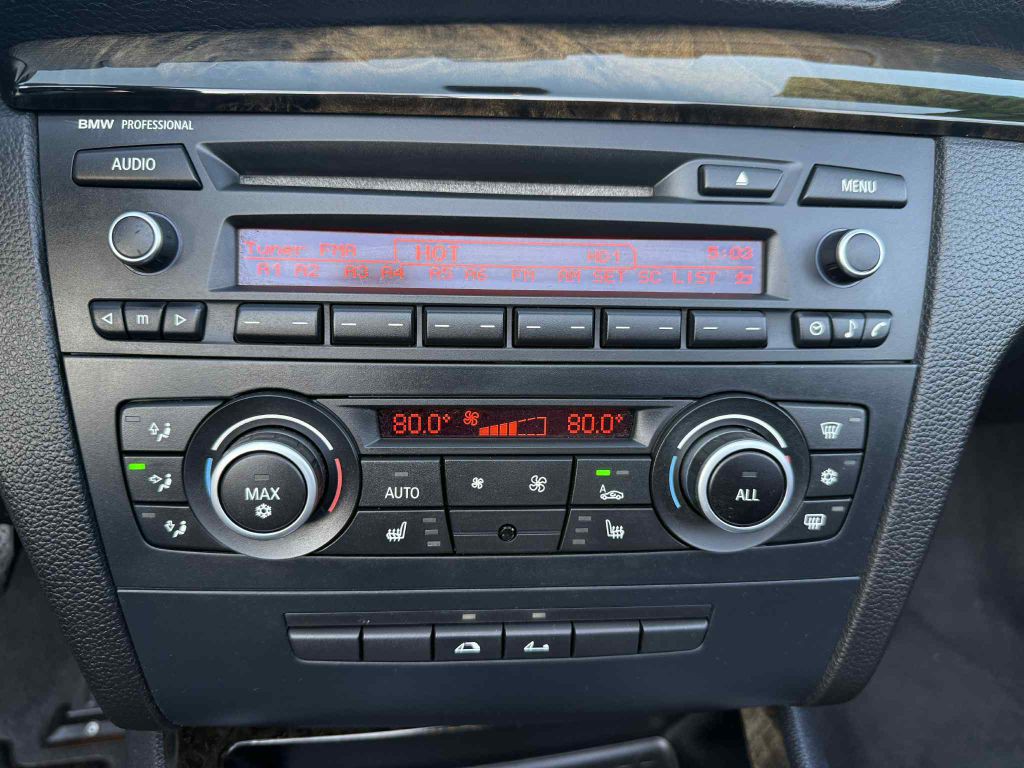 BMW PROFESSIONAL
AUDIO
MENU
Tuner FMA HOT HD1 5:03
A1 A2 A3 A4 A5 A6 FM AM SET SC LIST
m
80.0° 80.0°
MAX
AUTO
A
ALL